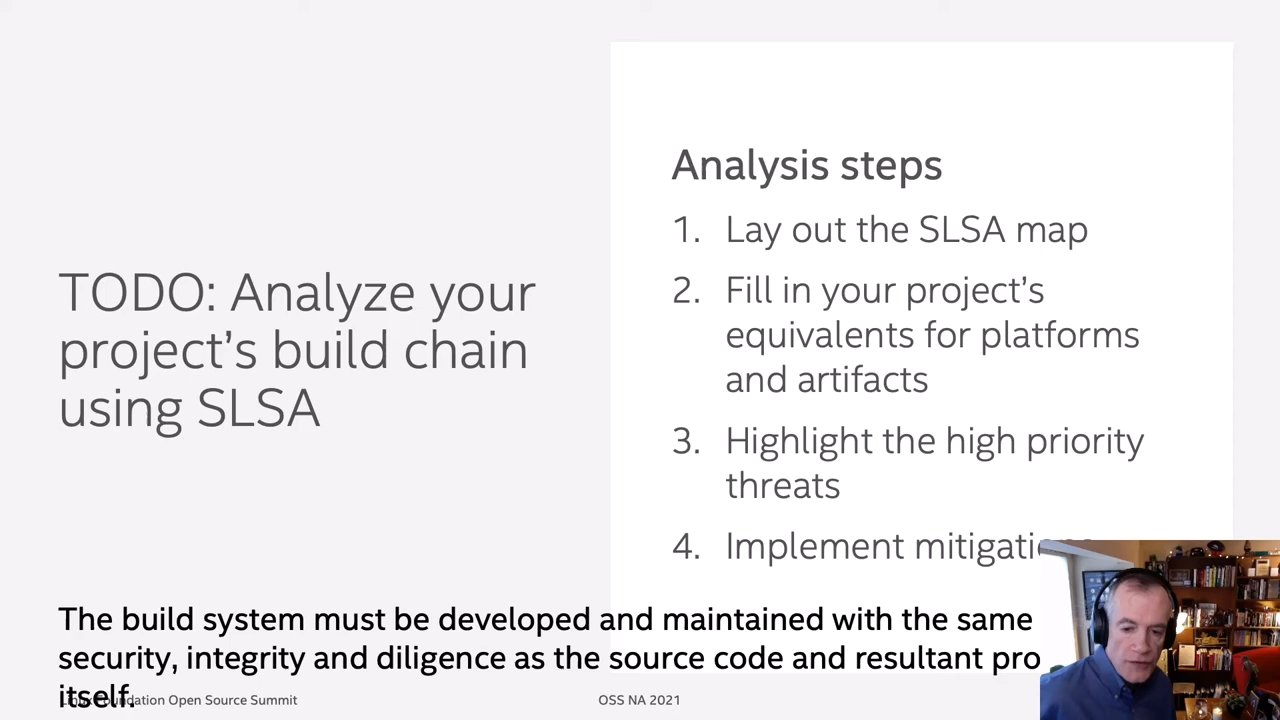 TODO: Analyze your
project’s build chain
using SLSA
Analysis steps
1. Lay out the SLSA map
2. Fill in your project’s
equivalents for platforms
and artifacts
3. Highlight the high priority
threats
4. Implement
The build system must be developed and maintained with the same
security, integrity and diligence as the source code and resultant
itself.
Linux Foundation Open Source Summit
OSS NA 2021